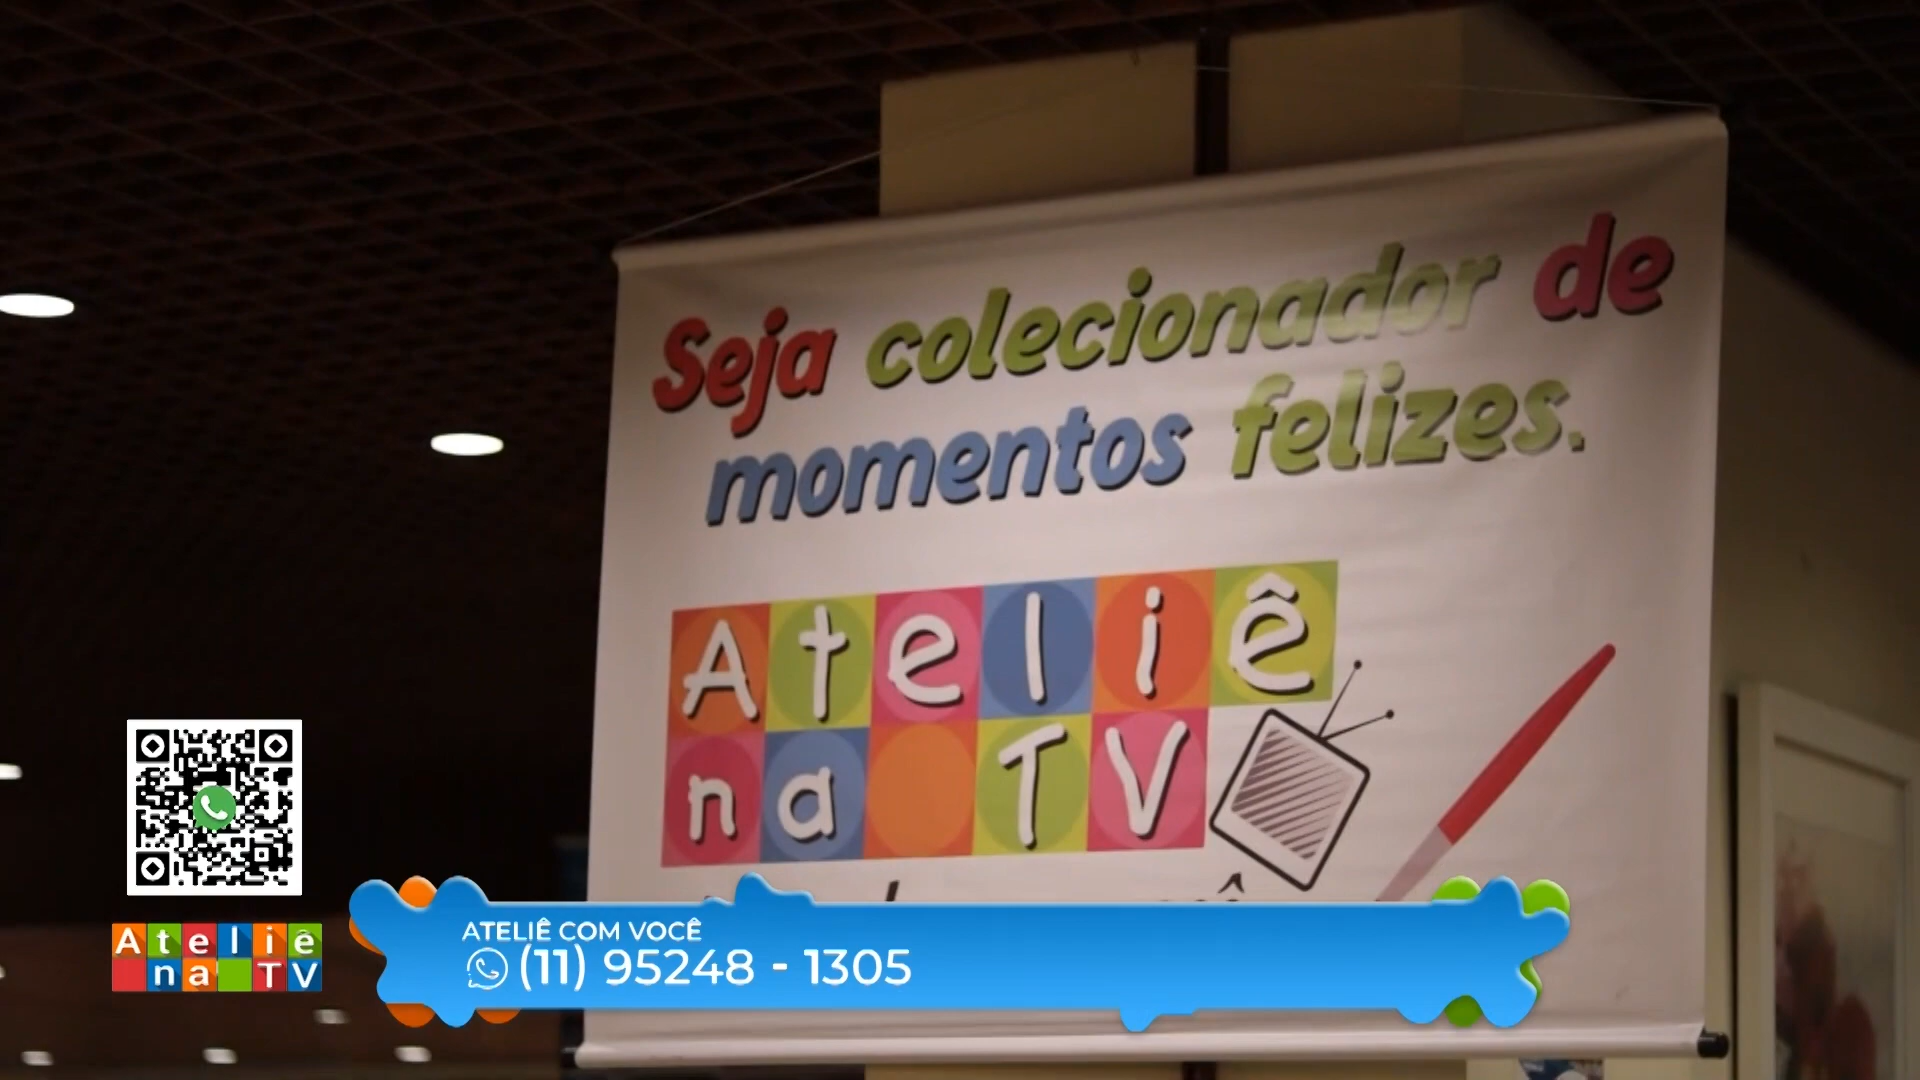 Seja colecionador de
momentos felizes.
Ateliê
na TV
Ateliê
na TV
ATELIÊ COM VOCÊ
(11) 95248 - 1305